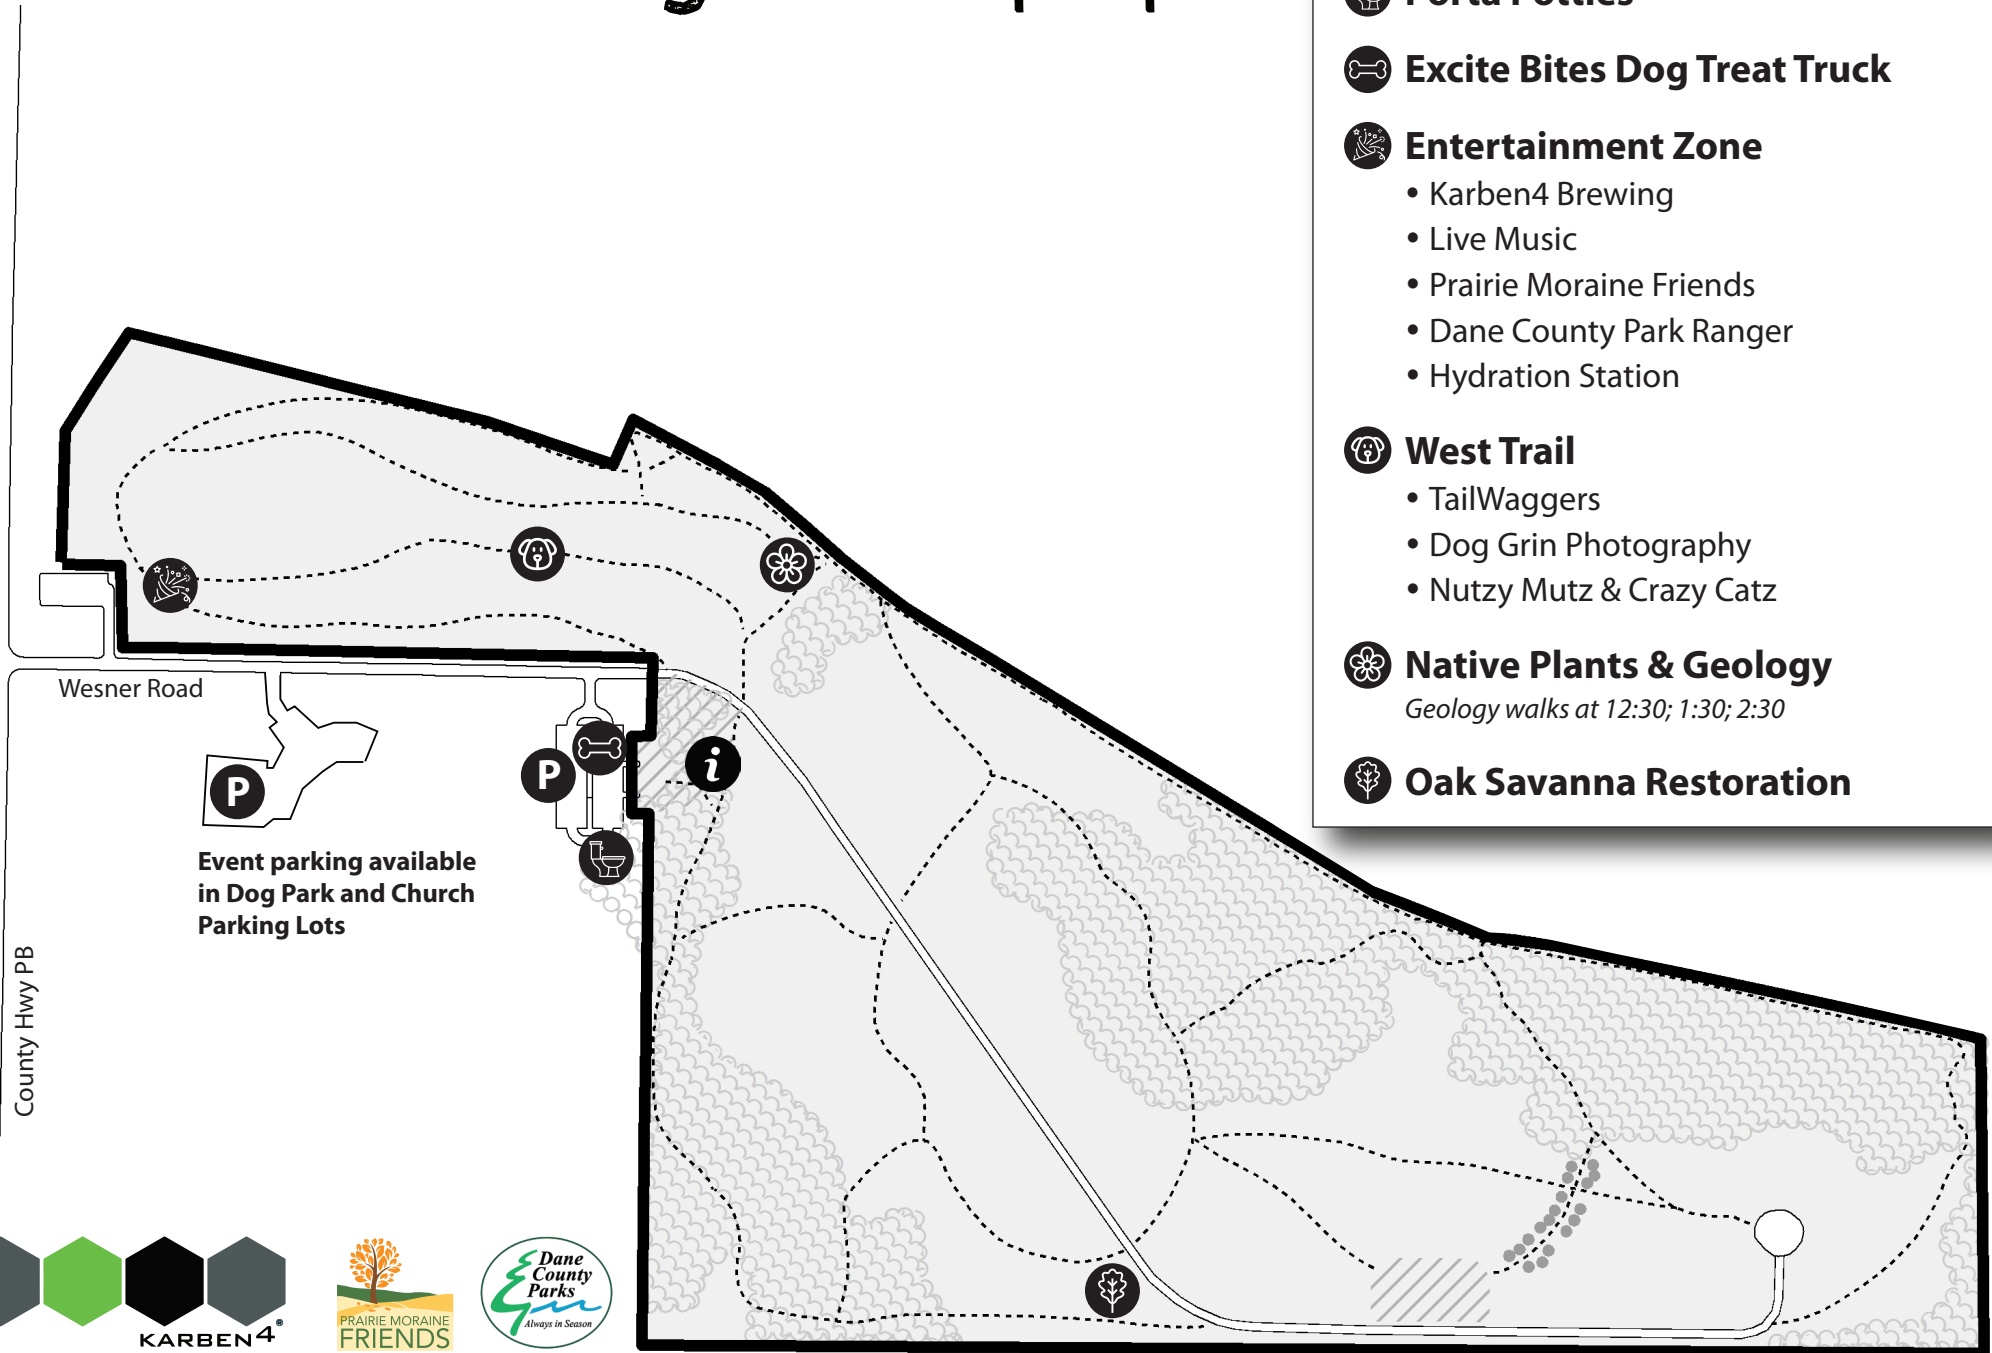 Porta Potties
Excite Bites Dog Treat Truck
Entertainment Zone
• Karben4 Brewing
• Live Music
• Prairie Moraine Friends
• Dane County Park Ranger
• Hydration Station
West Trail
• TailWaggers
• Dog Grin Photography
• Nutzy Mutz & Crazy Catz
Native Plants & Geology
Geology walks at 12:30; 1:30; 2:30
Oak Savanna Restoration
Wesner Road
P
P
i
Event parking available
in Dog Park and Church
Parking Lots
County Hwy PB
KARBEN4®
PRAIRIE MORAINE
FRIENDS
Dane
County
Parks
Always in Season